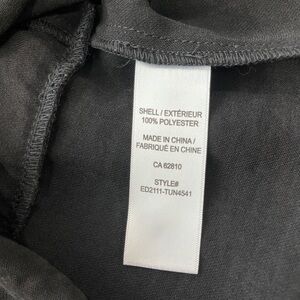 SHELL / EXTÉRIEUR
100% POLYESTER
MADE IN CHINA /
FABRIQUÉ EN CHINE
CA 62810
STYLE#
ED2111-TUN4541